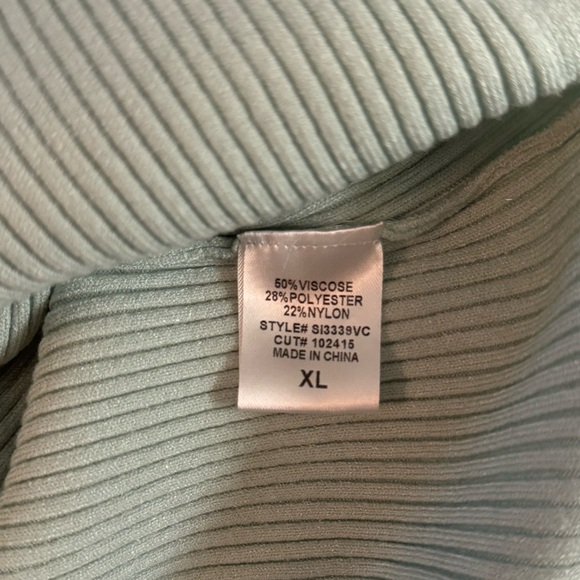 50%VISCOSE
28%POLYESTER
22%NYLON
STYLE# SI3339VC
CUT# 102415
MADE IN CHINA
XL